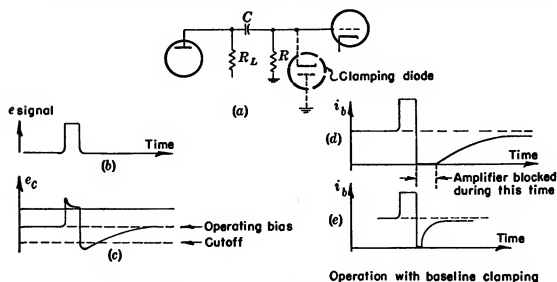 C
R_L
R
Clamping diode
(a)
e signal
Time
(b)
e_c
Operating bias
Cutoff
(c)
i_b
(d)
Time
Amplifier blocked
during this time
i_b
(e)
Time
Operation with baseline clamping